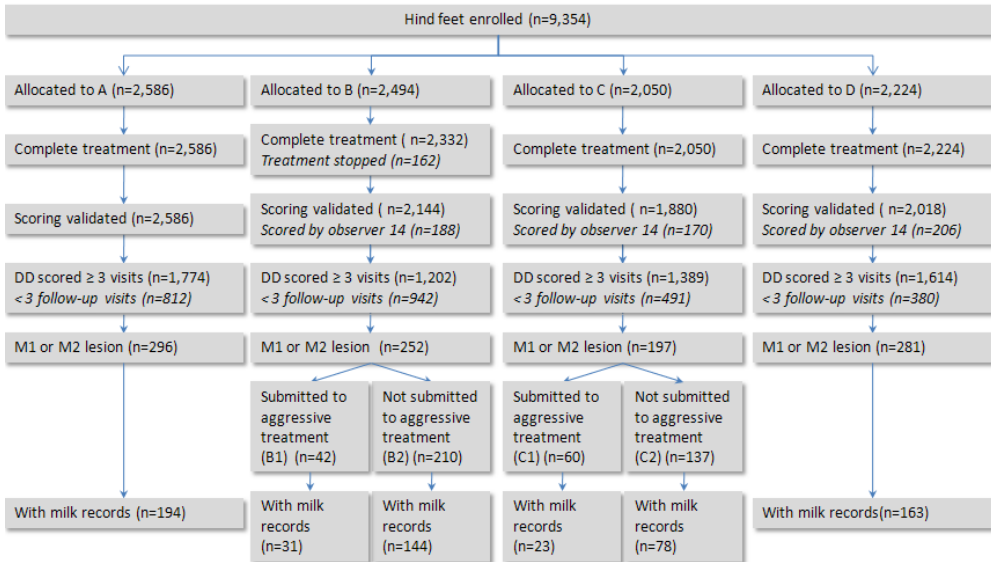 Hind feet enrolled (n=9,354)
Allocated to A (n=2,586)
Allocated to B (n=2,494)
Allocated to C (n=2,050)
Allocated to D (n=2,224)
Complete treatment (n=2,586)
Complete treatment ( n=2,332)
Treatment stopped (n=162)
Complete treatment (n=2,050)
Complete treatment (n=2,224)
Scoring validated (n=2,586)
Scoring validated ( n=2,144)
Scored by observer 14 (n=188)
Scoring validated ( n=1,880)
Scored by observer 14 (n=170)
Scoring validated ( n=2,018)
Scored by observer 14 (n=206)
DD scored ≥ 3 visits (n=1,774)
< 3 follow-up visits (n=812)
DD scored ≥ 3 visits (n=1,202)
< 3 follow-up visits (n=942)
DD scored ≥ 3 visits (n=1,389)
< 3 follow-up visits (n=491)
DD scored ≥ 3 visits (n=1,614)
< 3 follow-up visits (n=380)
M1 or M2 lesion (n=296)
M1 or M2 lesion (n=252)
M1 or M2 lesion (n=197)
M1 or M2 lesion (n=281)
Submitted to
aggressive
treatment
(B1) (n=42)
Not submitted
to aggressive
treatment
(B2) (n=210)
Submitted to
aggressive
treatment
(C1) (n=60)
Not submitted
to aggressive
treatment
(C2) (n=137)
With milk records (n=194)
With milk
records
(n=31)
With milk
records
(n=144)
With milk
records
(n=23)
With milk
records
(n=78)
With milk records(n=163)